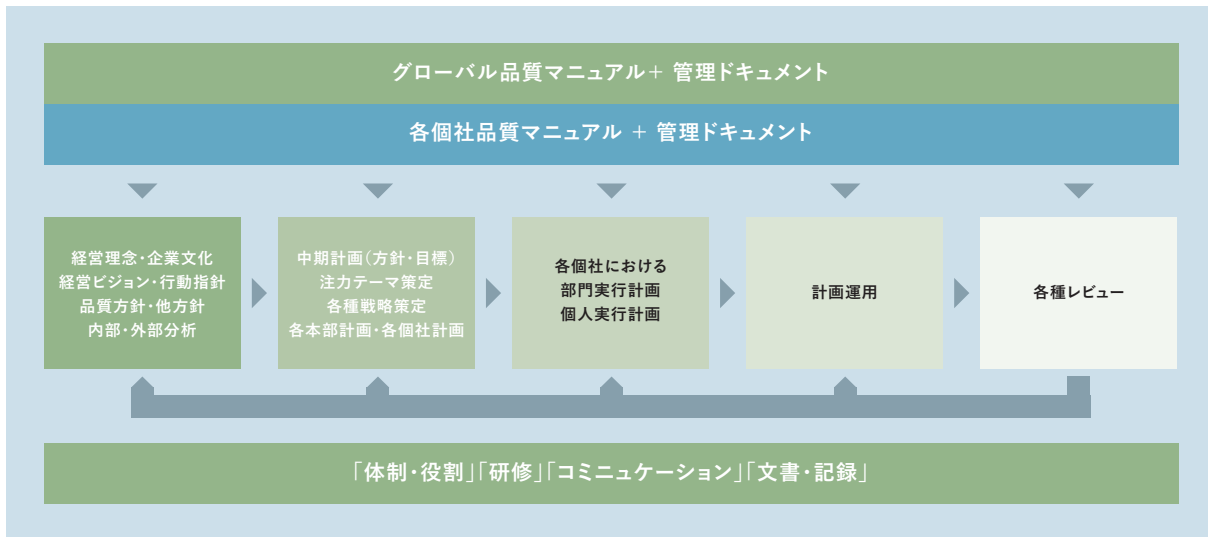 グローバル品質マニュアル＋ 管理ドキュメント
各個社品質マニュアル ＋ 管理ドキュメント
経営理念・企業文化
経営ビジョン・行動指針
品質方針・他方針
内部・外部分析
中期計画（方針・目標）
注力テーマ策定
各種戦略策定
各本部計画・各個社計画
各個社における
部門実行計画
個人実行計画
計画運用
各種レビュー
「体制・役割」「研修」「コミニュケーション」「文書・記録」